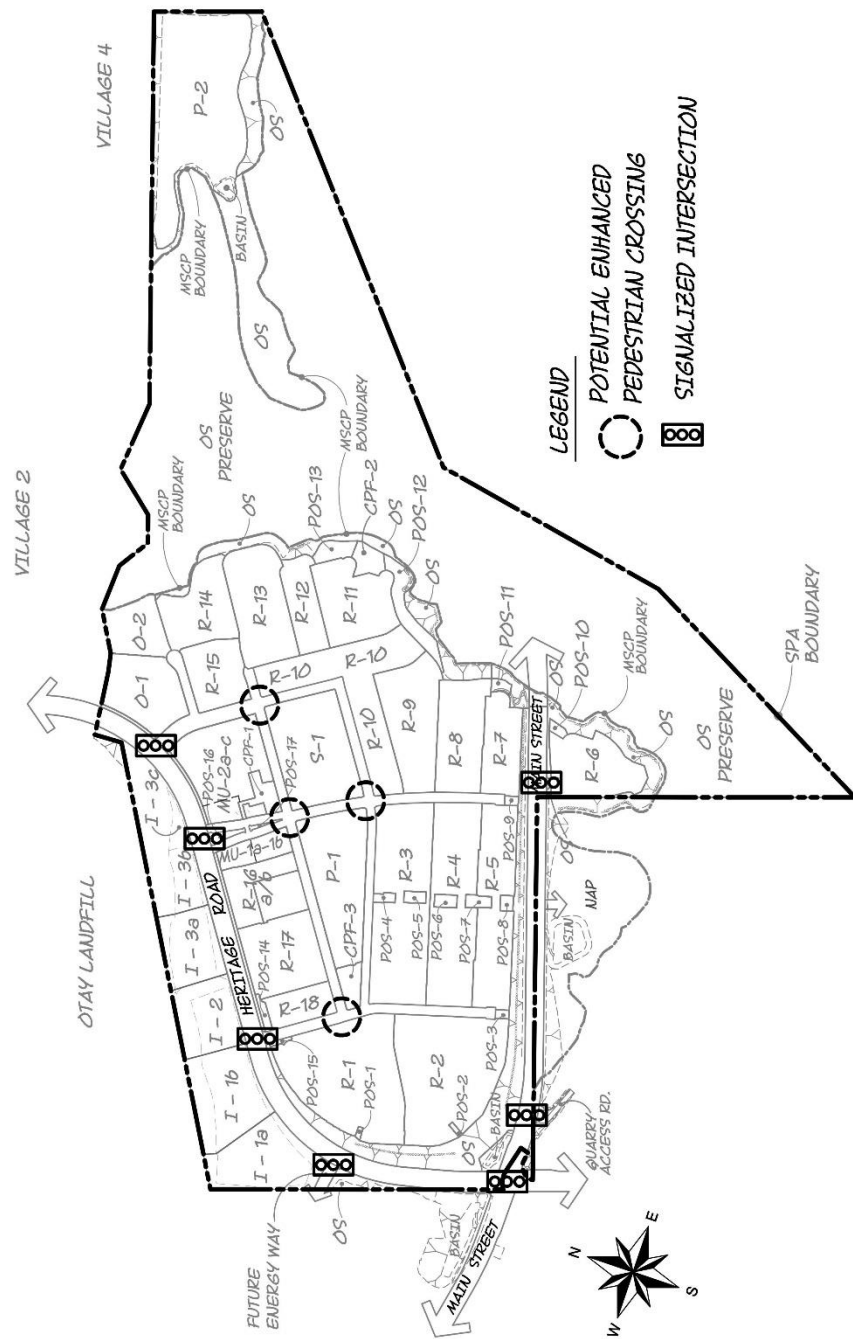 VILLAGE 2
VILLAGE 4
OTAY LANDFILL
P-2
OS
BASIN
MSCP
BOUNDARY
OS
MSCP
BOUNDARY
OS
PRESERVE
MSCP
BOUNDARY
OS
POS-13
CPF-2
OS
POS-12
OS
O-2
O-1
R-14
R-15
R-13
R-12
R-11
R-10
R-10
R-10
R-9
I - 3c
I - 3b
I - 3a
I - 2
I - 1b
I - 1a
HERITAGE ROAD
POS-16
MU-2a-c
CPF-1
POS-17
S-1
MU-1a-1b
R-16
a/b
P-1
R-17
POS-14
CPF-3
R-18
POS-15
R-1
POS-1
R-2
POS-2
POS-3
R-3
POS-4
POS-5
R-4
POS-6
POS-7
R-5
POS-8
POS-9
R-8
R-7
POS-11
OS
POS-10
MSCP
BOUNDARY
R-6
OS
OS
PRESERVE
SPA
BOUNDARY
MAIN STREET
OS
NAP
BASIN
OS
BASIN
QUARRY
ACCESS RD.
FUTURE
ENERGY WAY
OS
BASIN
MAIN STREET
LEGEND
POTENTIAL ENHANCED
PEDESTRIAN CROSSING
SIGNALIZED INTERSECTION
N
E
S
W